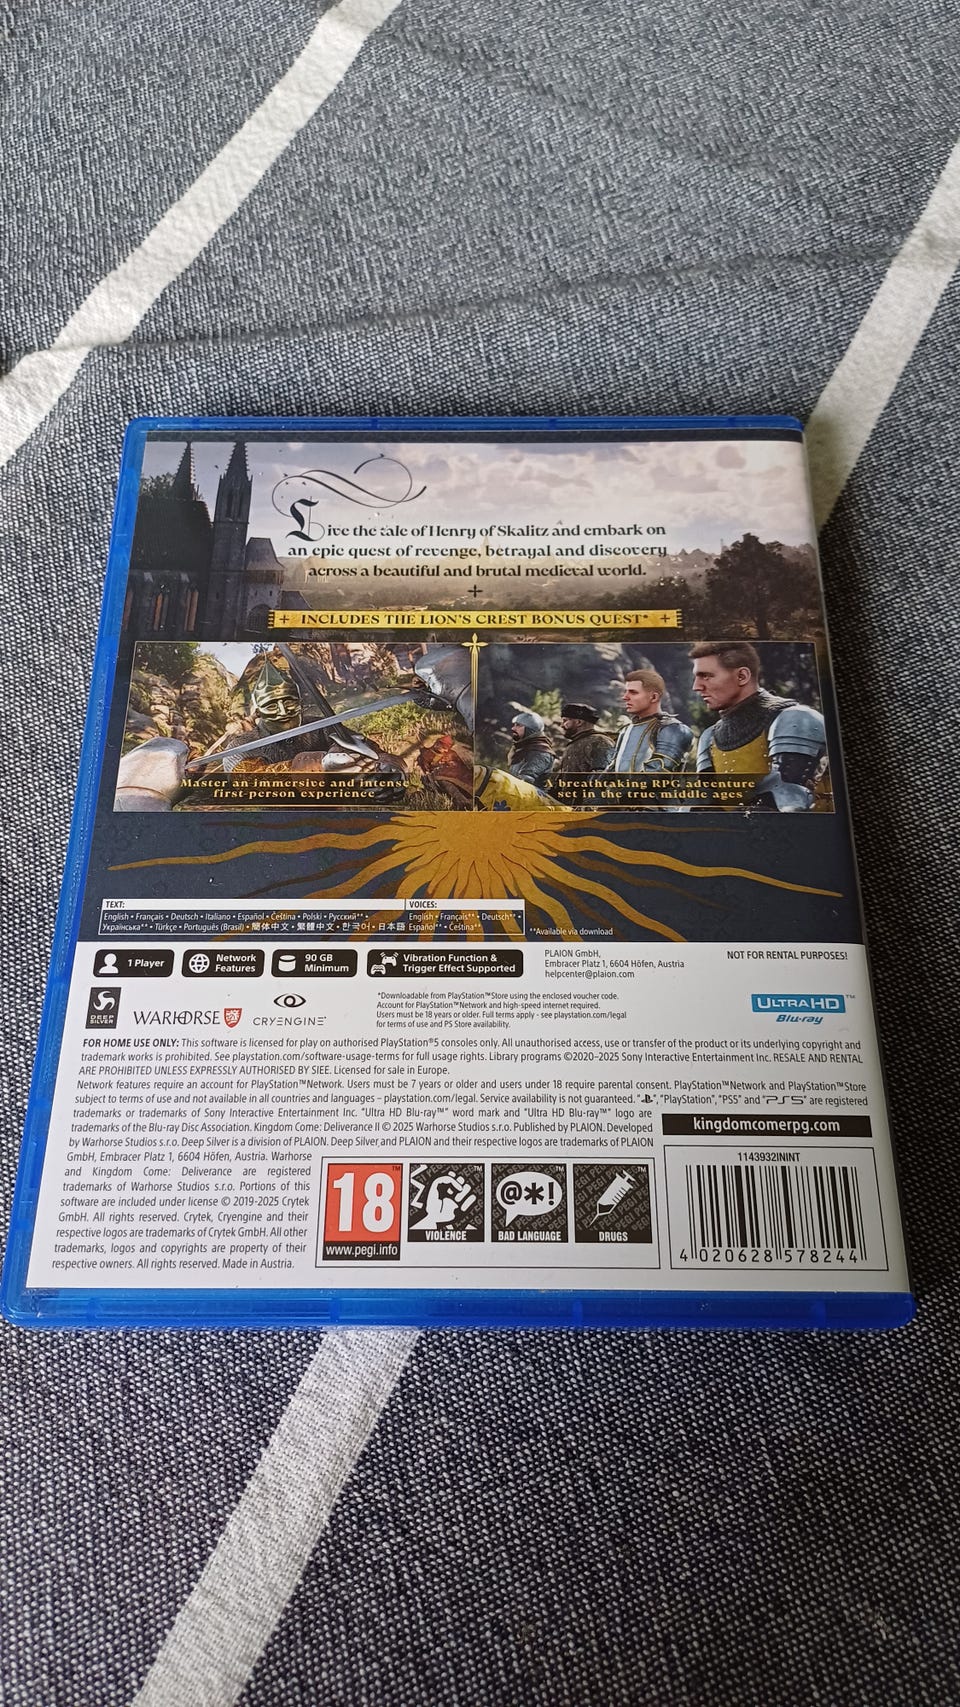 Live the tale of Henry of Skalitz and embark on
an epic quest of revenge, betrayal and discovery
across a beautiful and brutal medieval world.
INCLUDES THE LION'S CREST BONUS QUEST*
Master an immersive and intense
first-person experience
A breathtaking RPG adventure
set in the true middle ages
TEXT:
English • Français • Deutsch • Italiano • Español • Čeština • Polski • Русский** •
Українська** • Türkçe • Português (Brasil) • 简体中文 • 繁體中文 • 한국어 • 日本語
VOICES:
English • Français** • Deutsch** •
Español** • Čeština**
**Available via download
1 Player
Network
Features
90 GB
Minimum
Vibration Function &
Trigger Effect Supported
PLAION GmbH,
Embracer Platz 1, 6604 Höfen, Austria
helpcenter@plaion.com
NOT FOR RENTAL PURPOSES!
DEEP
SILVER
WARHORSE
CRYENGINE®
*Downloadable from PlayStation™Store using the enclosed voucher code.
Account for PlayStation™Network and high-speed internet required.
Users must be 18 years or older. Full terms apply - see playstation.com/legal
for terms of use and PS Store availability.
ULTRA HD™
Blu-ray
FOR HOME USE ONLY: This software is licensed for play on authorised PlayStation®5 consoles only. All unauthorised access, use or transfer of the product or its underlying copyright and
trademark works is prohibited. See playstation.com/software-usage-terms for full usage rights. Library programs ©2020–2025 Sony Interactive Entertainment Inc. RESALE AND RENTAL
ARE PROHIBITED UNLESS EXPRESSLY AUTHORISED BY SIEE. Licensed for sale in Europe.
Network features require an account for PlayStation™Network. Users must be 7 years or older and users under 18 require parental consent. PlayStation™Network and PlayStation™Store
subject to terms of use and not available in all countries and languages – playstation.com/legal. Service availability is not guaranteed. " ", "PlayStation", "PS5" and "PS5" are registered
trademarks or trademarks of Sony Interactive Entertainment Inc. "Ultra HD Blu-ray™" word mark and "Ultra HD Blu-ray™" logo are
trademarks of the Blu-ray Disc Association. Kingdom Come: Deliverance II © 2025 Warhorse Studios s.r.o. Published by PLAION. Developed
by Warhorse Studios s.r.o. Deep Silver is a division of PLAION. Deep Silver and PLAION and their respective logos are trademarks of PLAION
GmbH, Embracer Platz 1, 6604 Höfen, Austria. Warhorse
and Kingdom Come: Deliverance are registered
trademarks of Warhorse Studios s.r.o. Portions of this
software are included under license © 2019-2025 Crytek
GmbH. All rights reserved. Crytek, Cryengine and their
respective logos are trademarks of Crytek GmbH. All other
trademarks, logos and copyrights are property of their
respective owners. All rights reserved. Made in Austria.
kingdomcomerpg.com
18™
www.pegi.info
™
VIOLENCE
@*!™
BAD LANGUAGE
™
DRUGS
1143932ININT
4 020628 578244